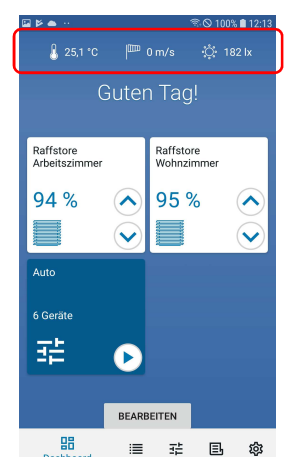 100% 12:13
25,1 °C 0 m/s 182 lx
Guten Tag!
Raffstore
Arbeitszimmer
94 %
Raffstore
Wohnzimmer
95 %
Auto
6 Geräte
BEARBEITEN
Dashboard